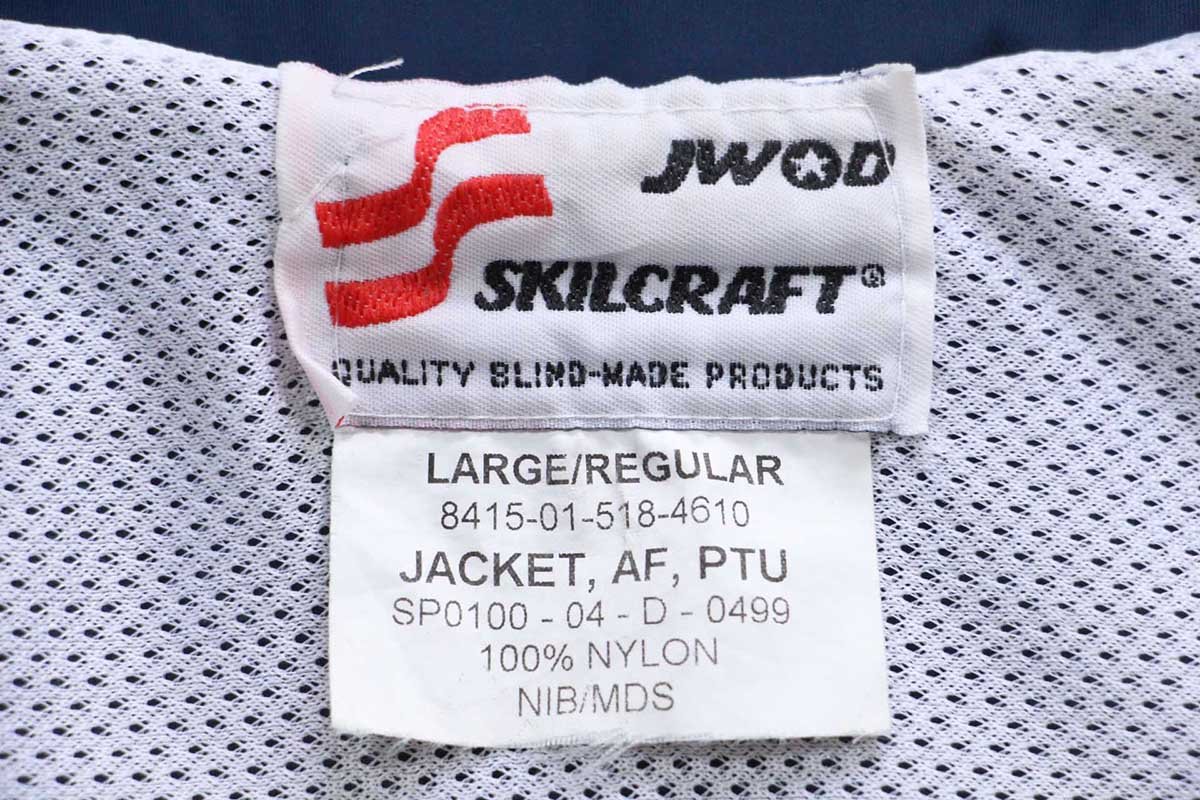 JWOD
SKILCRAFT®
QUALITY BLIND-MADE PRODUCTS
LARGE/REGULAR
8415-01-518-4610
JACKET, AF, PTU
SP0100 - 04 - D - 0499
100% NYLON
NIB/MDS